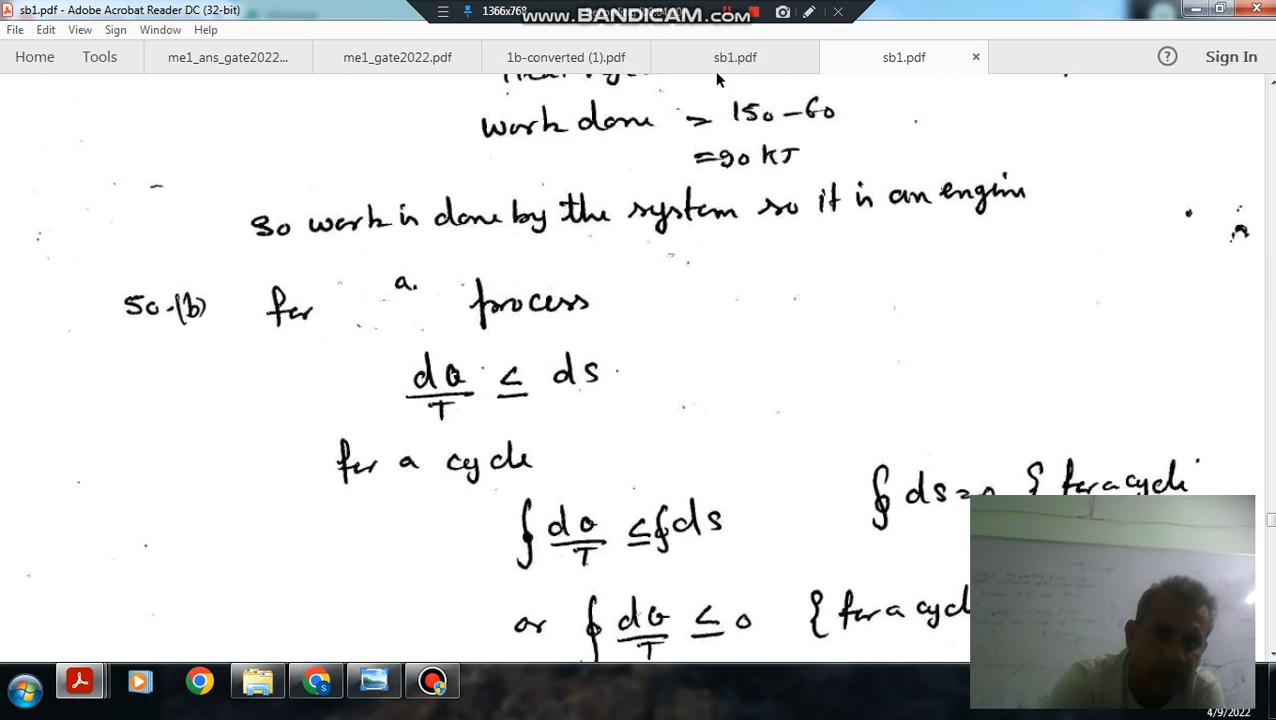 sb1.pdf - Adobe Acrobat Reader DC (32-bit)
1366x768
www.BANDICAM.com
File Edit View Sign Window Help
Home Tools me1_ans_gate2022... me1_gate2022.pdf 1b-converted (1).pdf sb1.pdf sb1.pdf × Sign In
work done = 150-60
=90 KJ
so work is done by the system so it is an engine
50-(b) for a. process
dQ/T ≤ ds
for a cycle
∮ dQ/T ≤ ∮ds ∮ ds=0 { for a cycle
or ∮ dQ/T ≤ 0 { for a cycle
4/9/2022